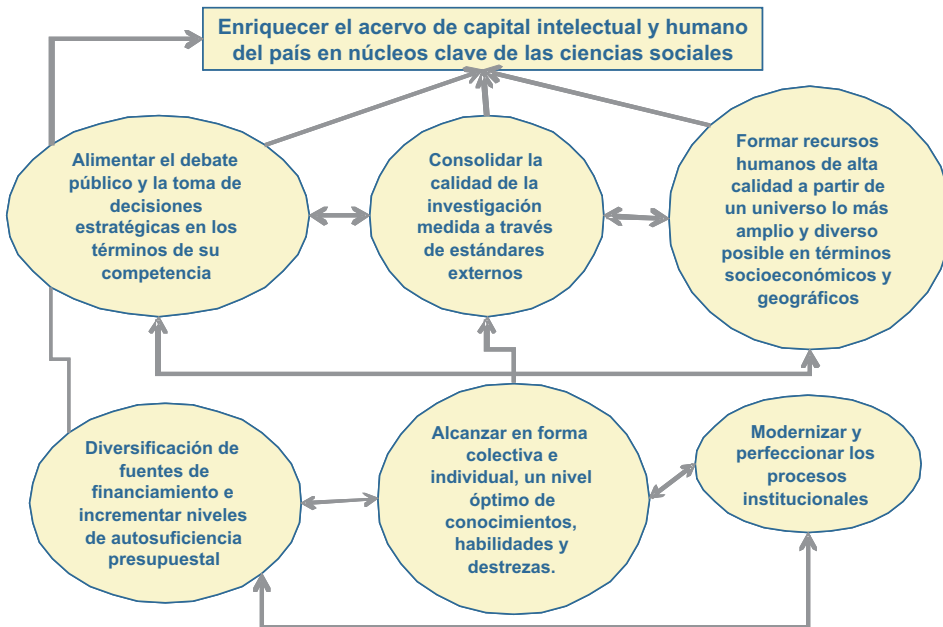 Enriquecer el acervo de capital intelectual y humano
del país en núcleos clave de las ciencias sociales
Alimentar el debate
público y la toma de
decisiones
estratégicas en los
términos de su
competencia
Consolidar la
calidad de la
investigación
medida a través
de estándares
externos
Formar recursos
humanos de alta
calidad a partir de
un universo lo más
amplio y diverso
posible en términos
socioeconómicos y
geográficos
Diversificación de
fuentes de
financiamiento e
incrementar niveles
de autosuficiencia
presupuestal
Alcanzar en forma
colectiva e
individual, un nivel
óptimo de
conocimientos,
habilidades y
destrezas.
Modernizar y
perfeccionar los
procesos
institucionales